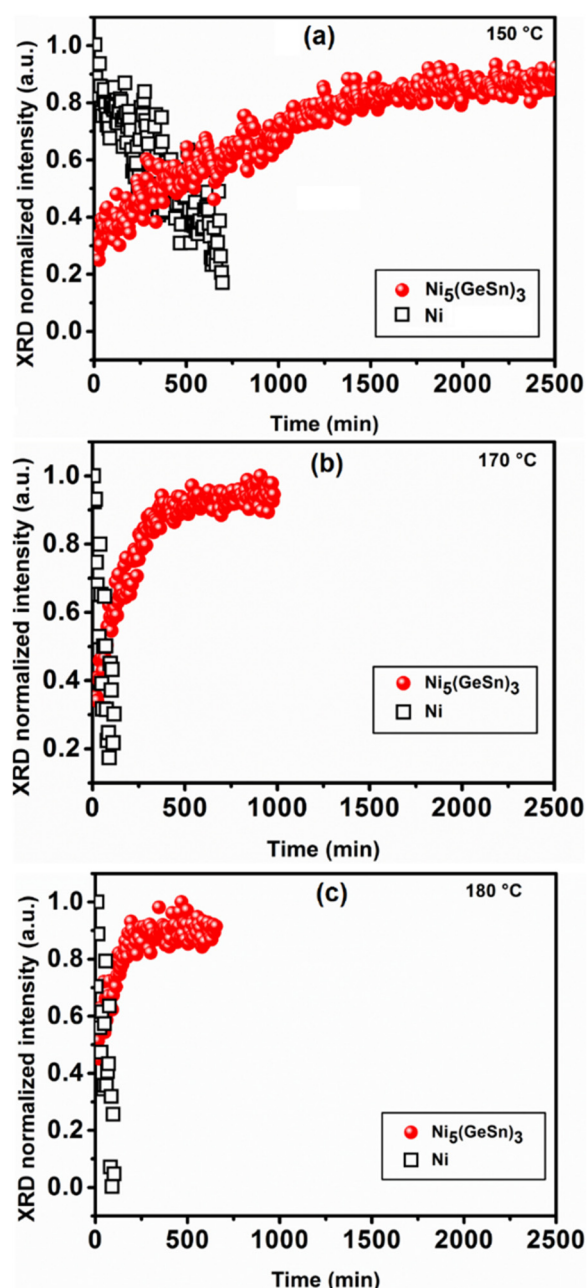 (a)
150 °C
XRD normalized intensity (a.u.)
1.0
0.8
0.6
0.4
0.2
0.0
Ni5(GeSn)3
Ni
0 500 1000 1500 2000 2500
Time (min)
(b)
170 °C
XRD normalized intensity (a.u.)
1.0
0.8
0.6
0.4
0.2
Ni5(GeSn)3
Ni
0 500 1000 1500 2000 2500
Time (min)
(c)
180 °C
XRD normalized intensity (a.u.)
1.0
0.8
0.6
0.4
0.2
0.0
Ni5(GeSn)3
Ni
0 500 1000 1500 2000 2500
Time (min)